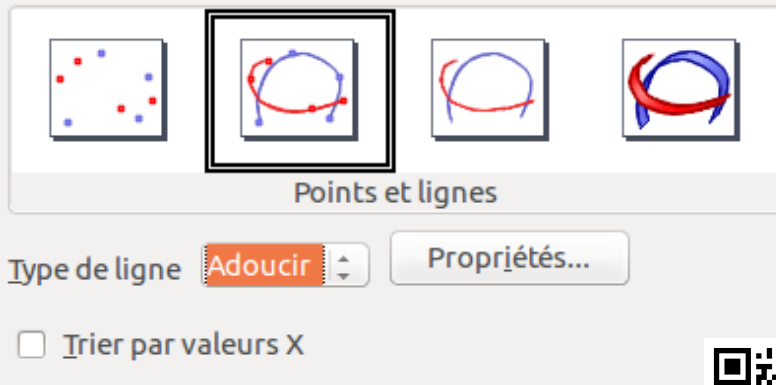 Points et lignes
Type de ligne Adoucir Propriétés...
Trier par valeurs X